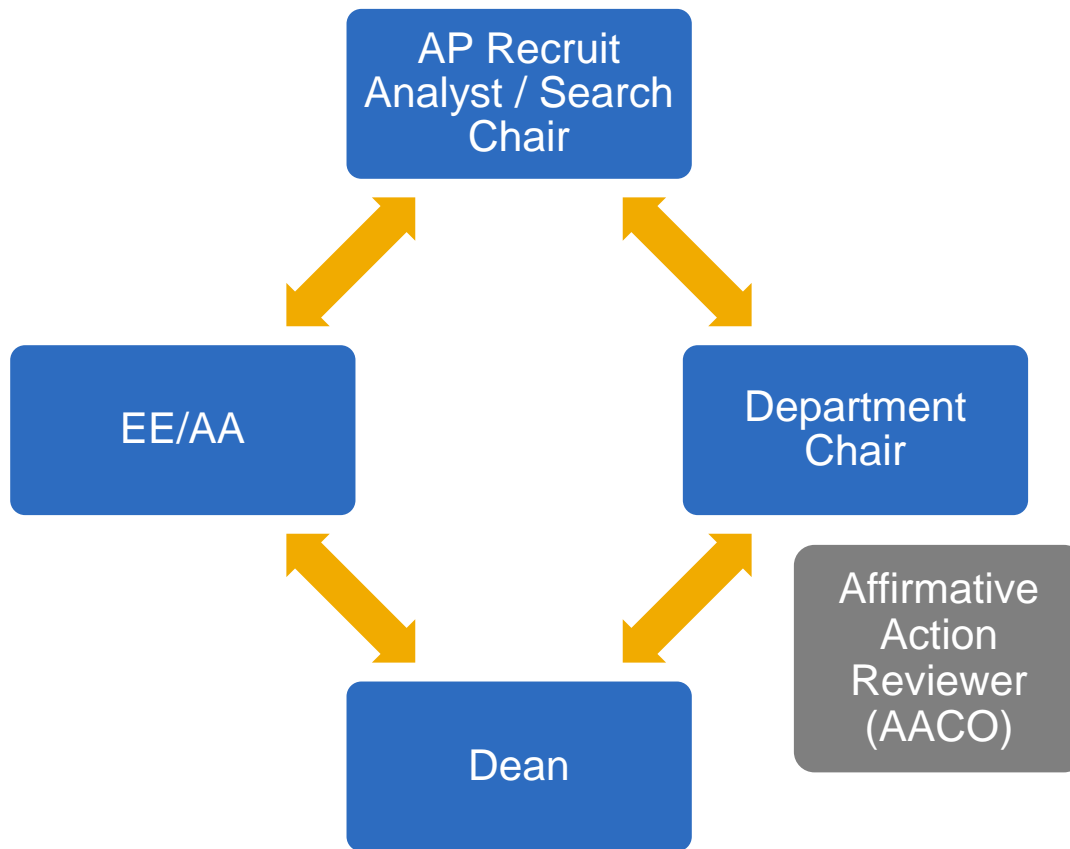 AP Recruit
Analyst / Search
Chair
EE/AA
Department
Chair
Affirmative
Action
Reviewer
(AACO)
Dean